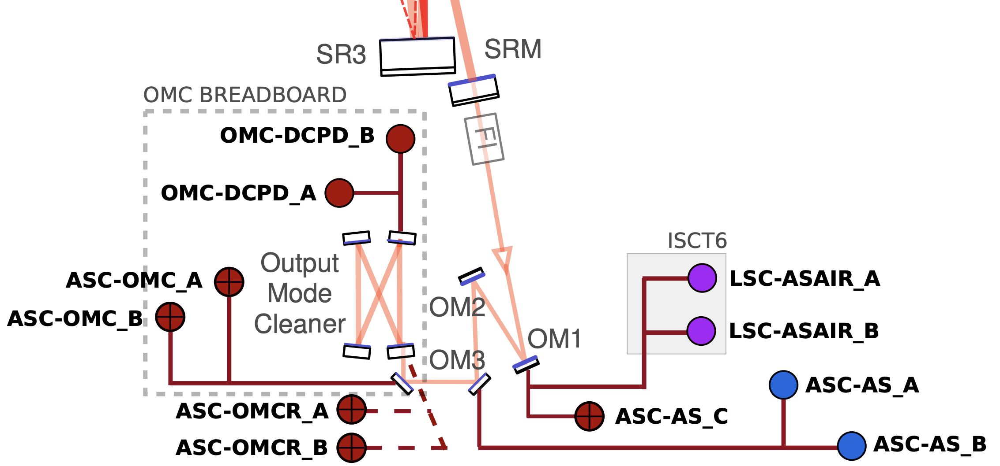 SR3
SRM
OMC BREADBOARD
OMC-DCPD_B
FI
OMC-DCPD_A
ISCT6
Output
Mode
Cleaner
ASC-OMC_A
LSC-ASAIR_A
OM2
ASC-OMC_B
LSC-ASAIR_B
OM1
OM3
ASC-AS_A
ASC-OMCR_A
ASC-AS_C
ASC-OMCR_B
ASC-AS_B